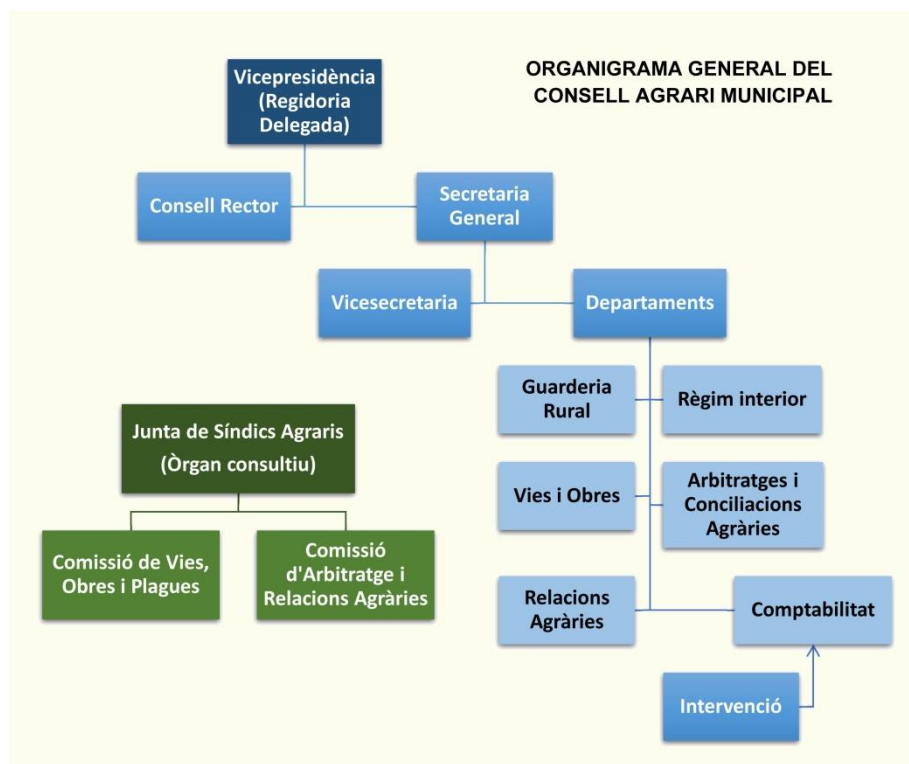 ORGANIGRAMA GENERAL DEL
CONSELL AGRARI MUNICIPAL
Vicepresidència
(Regidoria
Delegada)
Consell Rector
Secretaria
General
Vicesecretaria
Departaments
Guarderia
Rural
Règim interior
Vies i Obres
Arbitratges i
Conciliacions
Agràries
Relacions
Agràries
Comptabilitat
Intervenció
Junta de Síndics Agraris
(Òrgan consultiu)
Comissió de Vies,
Obres i Plagues
Comissió
d'Arbitratge i
Relacions Agràries